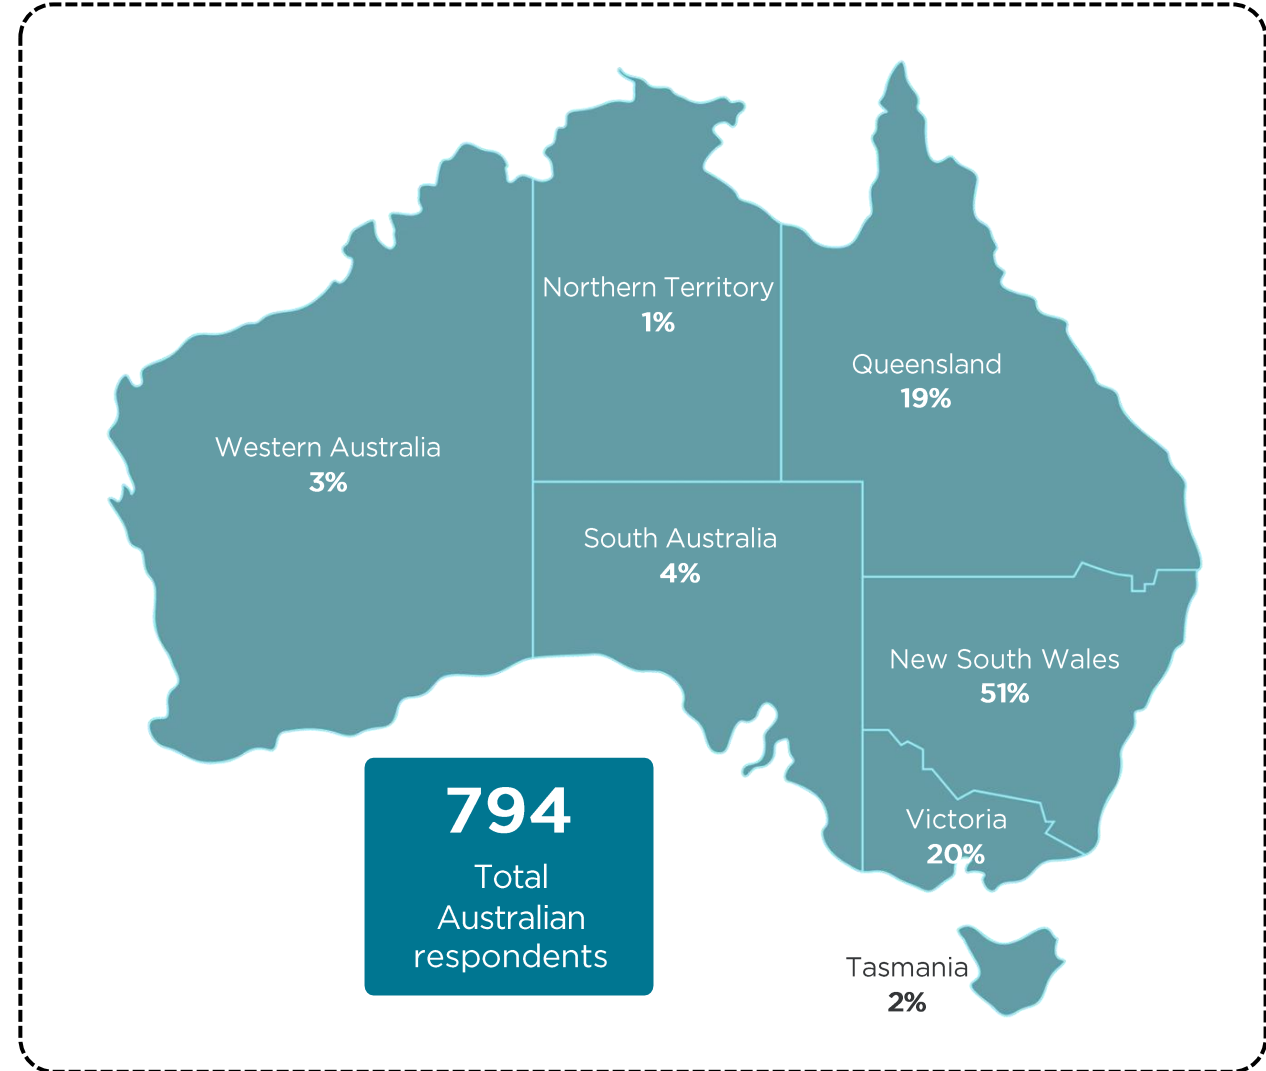 Northern Territory
1%
Queensland
19%
Western Australia
3%
South Australia
4%
New South Wales
51%
Victoria
20%
794
Total
Australian
respondents
Tasmania
2%